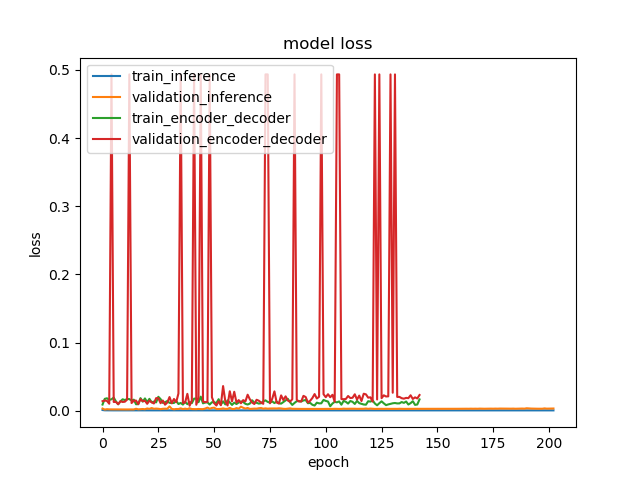 model loss
train_inference
validation_inference
train_encoder_decoder
validation_encoder_decoder
0.5
0.4
0.3
0.2
0.1
0.0
loss
0 25 50 75 100 125 150 175 200
epoch